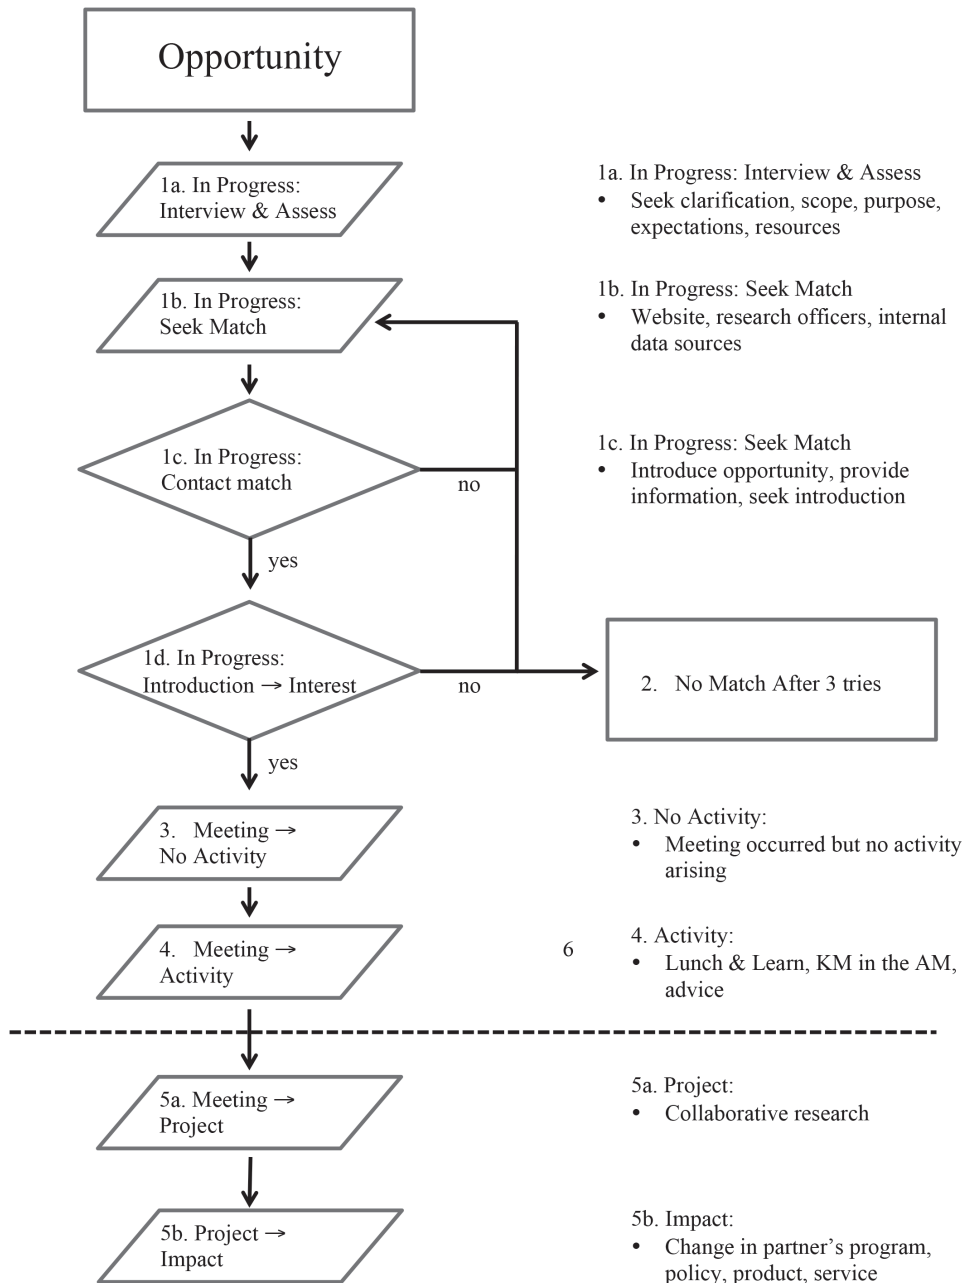 Opportunity
1a. In Progress:
Interview & Assess
1a. In Progress: Interview & Assess
• Seek clarification, scope, purpose,
expectations, resources
1b. In Progress:
Seek Match
1b. In Progress: Seek Match
• Website, research officers, internal
data sources
1c. In Progress:
Contact match
no
1c. In Progress: Seek Match
• Introduce opportunity, provide
information, seek introduction
yes
1d. In Progress:
Introduction → Interest
no
2. No Match After 3 tries
yes
3. Meeting →
No Activity
3. No Activity:
• Meeting occurred but no activity
arising
4. Meeting →
Activity
6
4. Activity:
• Lunch & Learn, KM in the AM,
advice
5a. Meeting →
Project
5a. Project:
• Collaborative research
5b. Project →
Impact
5b. Impact:
• Change in partner’s program,
policy, product, service